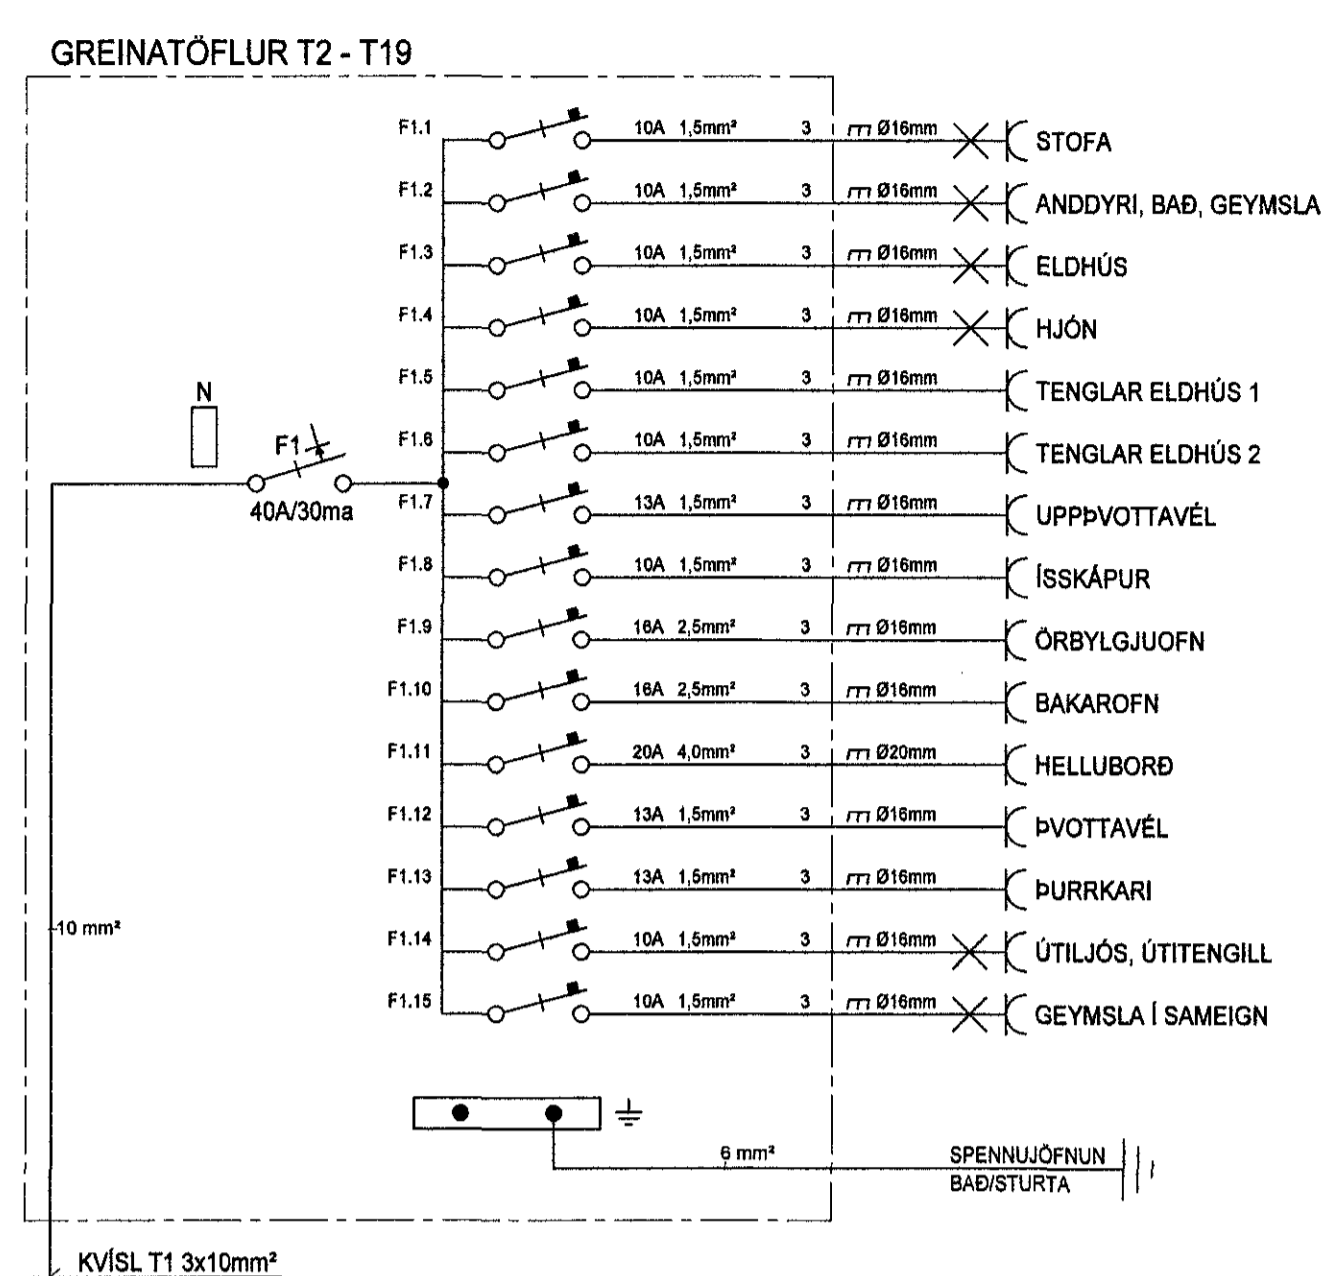 GREINATÖFLUR T2 - T19
F1.1 10A 1,5mm² 3 Ø16mm STOFA
F1.2 10A 1,5mm² 3 Ø16mm ANDDYRI, BAÐ, GEYMSLA
F1.3 10A 1,5mm² 3 Ø16mm ELDHÚS
F1.4 10A 1,5mm² 3 Ø16mm HJÓN
F1.5 10A 1,5mm² 3 Ø16mm TENGLAR ELDHÚS 1
N
F1.6 10A 1,5mm² 3 Ø16mm TENGLAR ELDHÚS 2
F1
40A/30ma
F1.7 13A 1,5mm² 3 Ø16mm UPPÞVOTTAVÉL
F1.8 10A 1,5mm² 3 Ø16mm ÍSSKÁPUR
F1.9 16A 2,5mm² 3 Ø16mm ÖRBYLGJUOFN
F1.10 16A 2,5mm² 3 Ø16mm BAKAROFN
F1.11 20A 4,0mm² 3 Ø20mm HELLUBORÐ
F1.12 13A 1,5mm² 3 Ø16mm ÞVOTTAVÉL
F1.13 13A 1,5mm² 3 Ø16mm ÞURRKARI
10 mm²
F1.14 10A 1,5mm² 3 Ø16mm ÚTILJÓS, ÚTITENGILL
F1.15 10A 1,5mm² 3 Ø16mm GEYMSLA Í SAMEIGN
6 mm² SPENNUJÖFNUN
BAÐ/STURTA
KVÍSL T1 3x10mm²